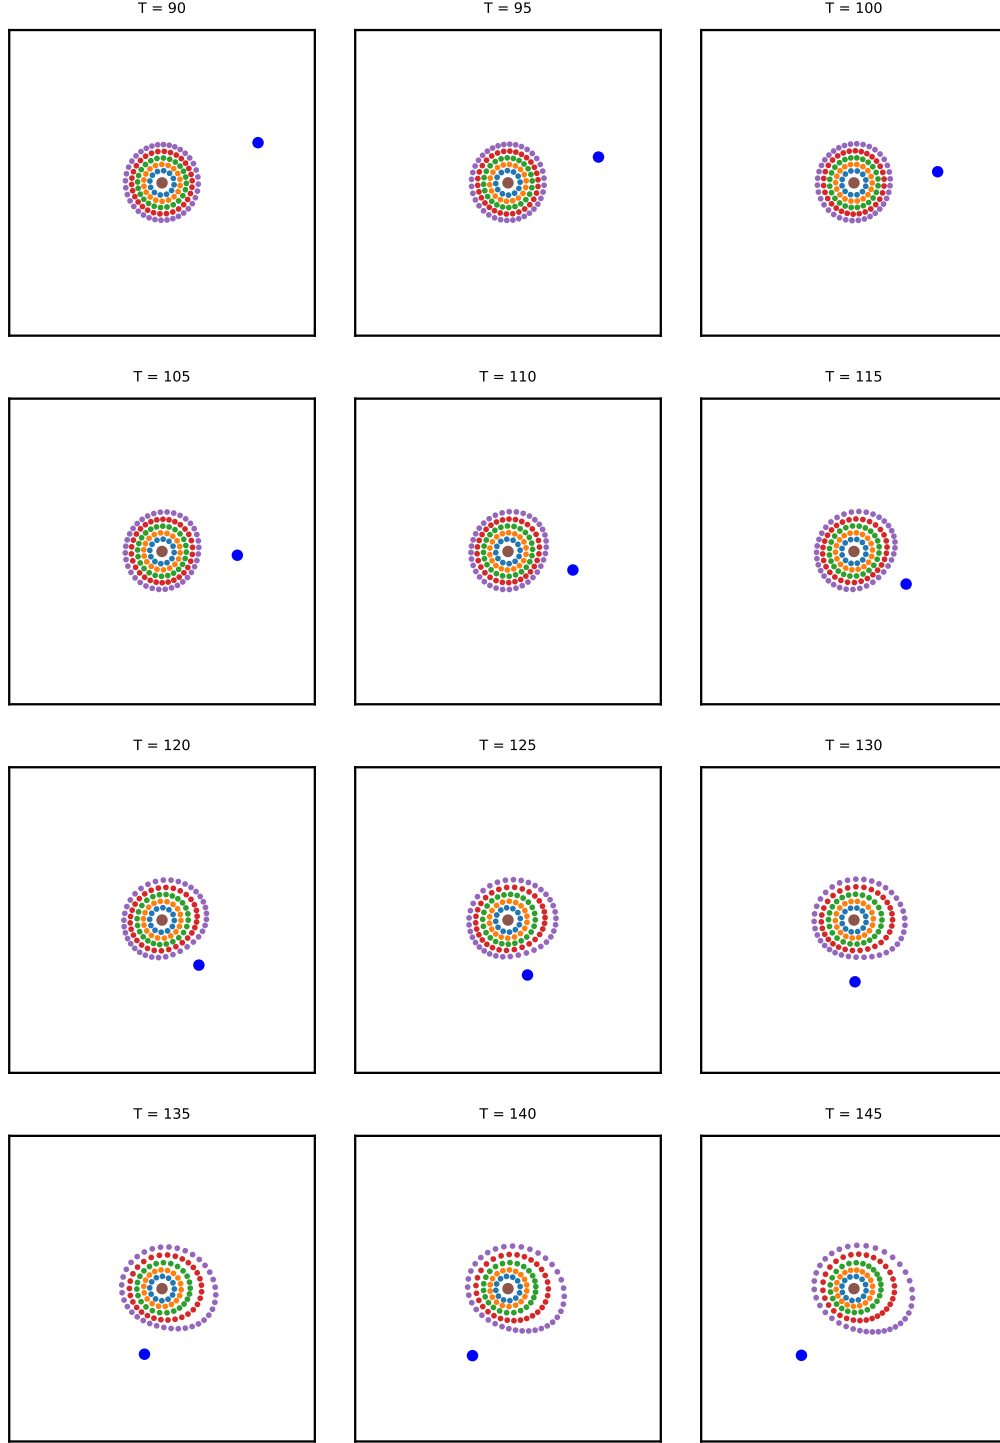 T = 90
T = 95
T = 100
T = 105
T = 110
T = 115
T = 120
T = 125
T = 130
T = 135
T = 140
T = 145